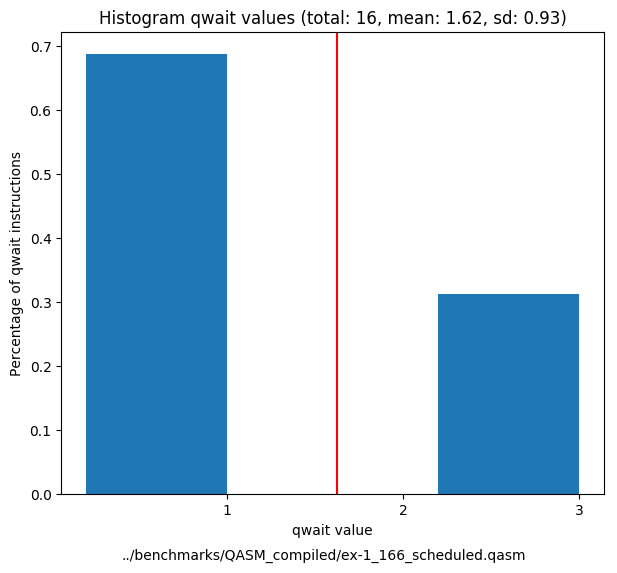 Histogram qwait values (total: 16, mean: 1.62, sd: 0.93)
Percentage of qwait instructions
0.7
0.6
0.5
0.4
0.3
0.2
0.1
0.0
1 2 3
qwait value
../benchmarks/QASM_compiled/ex-1_166_scheduled.qasm